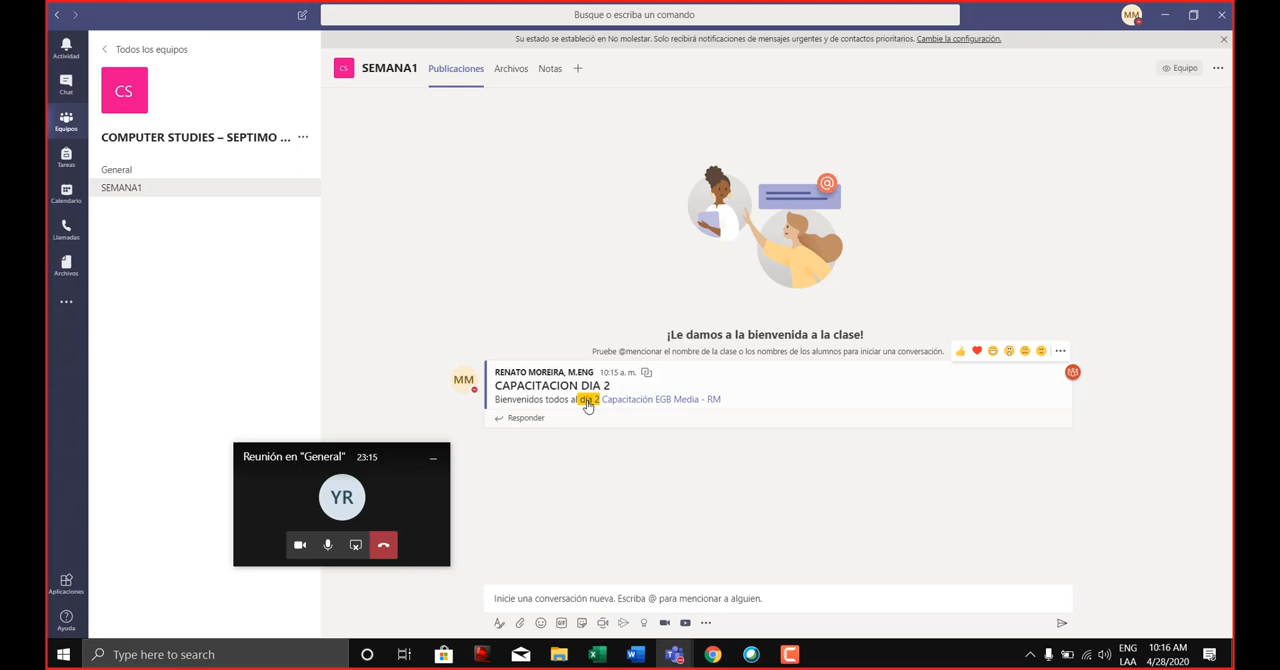 Busque o escriba un comando
MM
Su estado se estableció en No molestar. Solo recibirá notificaciones de mensajes urgentes y de contactos prioritarios. Cambie la configuración.
Actividad
Chat
Equipos
Tareas
Calendario
Llamadas
Archivos
Aplicaciones
Ayuda
Todos los equipos
CS
COMPUTER STUDIES – SEPTIMO ...
General
SEMANA1
CS SEMANA1 Publicaciones Archivos Notas
Equipo
@
¡Le damos a la bienvenida a la clase!
Pruebe @mencionar el nombre de la clase o los nombres de los alumnos para iniciar una conversación.
MM
RENATO MOREIRA, M.ENG 10:15 a. m.
CAPACITACION DIA 2
Bienvenidos todos al día 2 Capacitación EGB Media - RM
Responder
Reunión en "General" 23:15
YR
Inicie una conversación nueva. Escriba @ para mencionar a alguien.
GIF
Type here to search
ENG
LAA
10:16 AM
4/28/2020